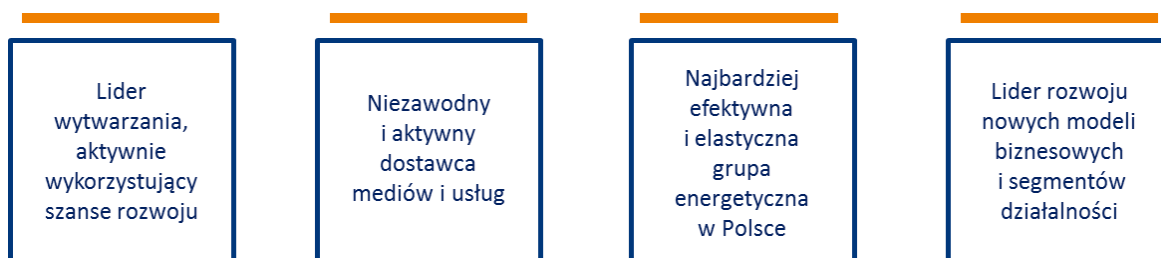 Lider
wytwarzania,
aktywnie
wykorzystujący
szanse rozwoju
Niezawodny
i aktywny
dostawca
mediów i usług
Najbardziej
efektywna
i elastyczna
grupa
energetyczna
w Polsce
Lider rozwoju
nowych modeli
biznesowych
i segmentów
działalności